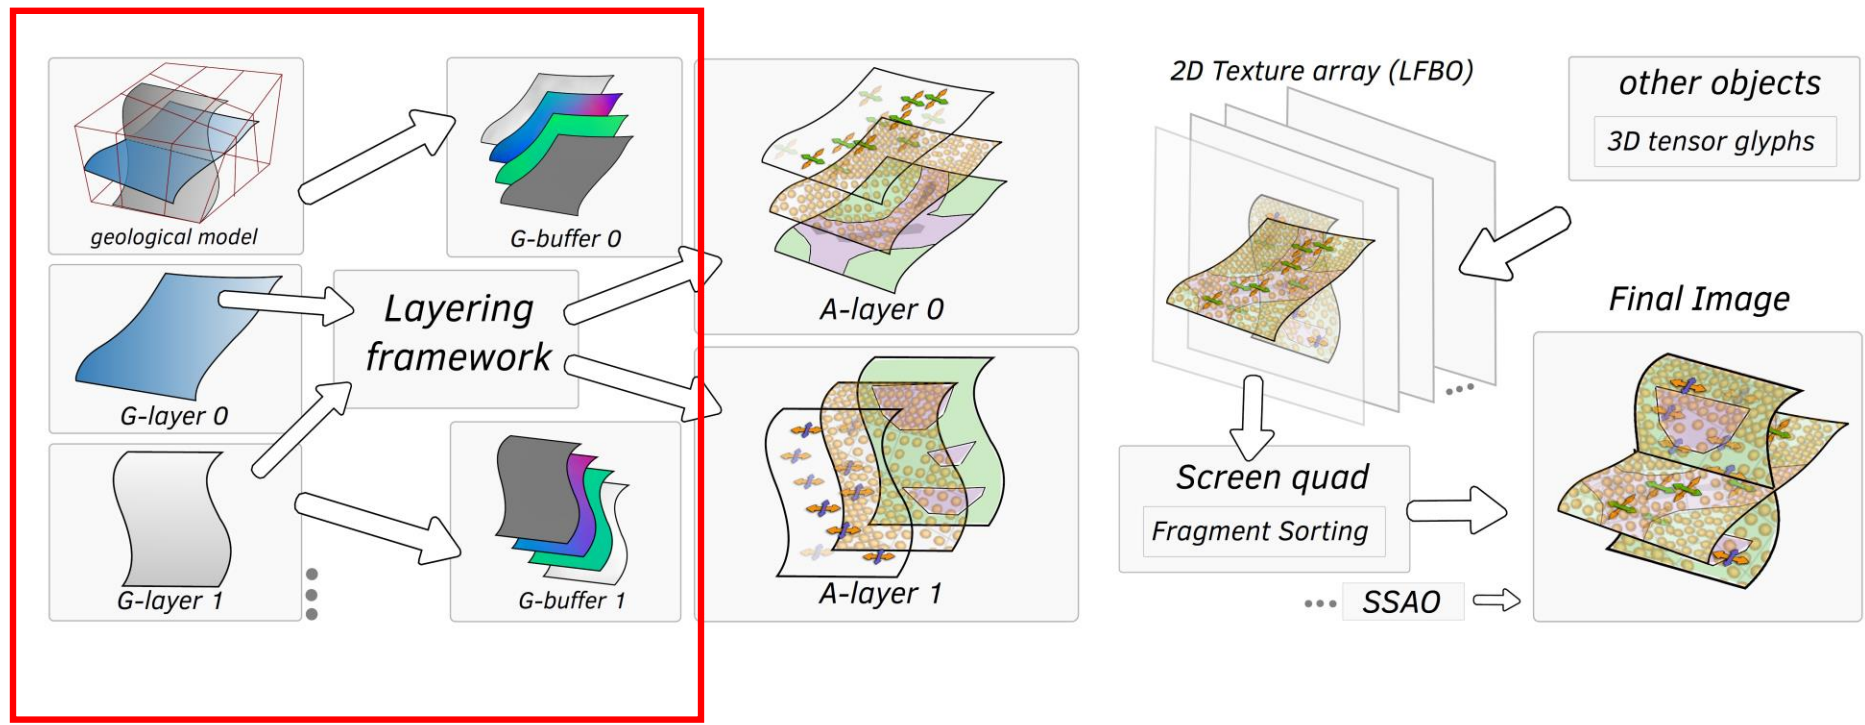 geological model
G-buffer 0
G-layer 0
Layering
framework
G-layer 1
G-buffer 1
A-layer 0
A-layer 1
2D Texture array (LFBO)
other objects
3D tensor glyphs
Screen quad
Fragment Sorting
... SSAO
Final Image